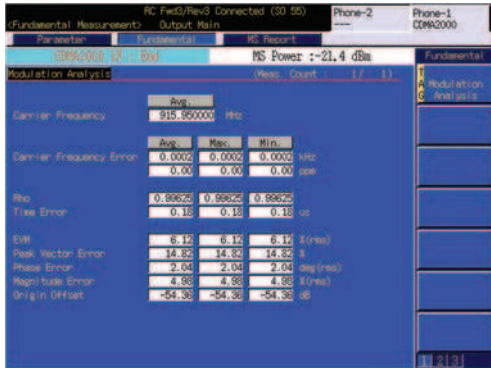 RC Fwd3/Rev3 Connected (SO 55) Phone-2 Phone-1
<Fundamental Measurement> Output Main ---- CDMA2000
Parameter Fundamental MS Report
MS Power :-21.4 dBm Fundamental
Modulation Analysis (Meas. Count : 1/ 1) TAG Modulation Analysis
Avg.
Carrier Frequency 915.950000 MHz
Avg. Max. Min.
Carrier Frequency Error 0.0002 0.0002 0.0002 kHz
0.00 0.00 0.00 ppm
Rho 0.99625 0.99625 0.99625
Time Error 0.18 0.18 0.18 us
EVM 6.12 6.12 6.12 %(rms)
Peak Vector Error 14.82 14.82 14.82 %
Phase Error 2.04 2.04 2.04 deg(rms)
Magnitude Error 4.98 4.98 4.98 %(rms)
Origin Offset -54.36 -54.36 -54.36 dB
1 2 3